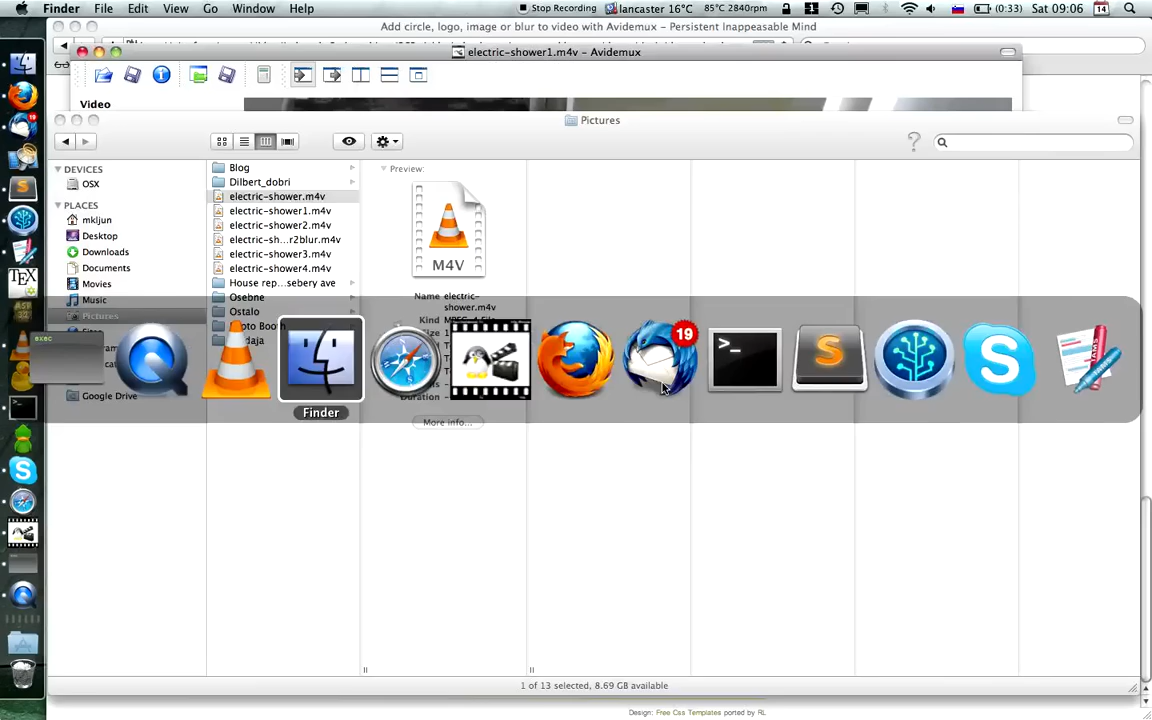 Finder File Edit View Go Window Help
Stop Recording lancaster 16°C 85°C 2840rpm (0:33) Sat 09:06 14
Add circle, logo, image or blur to video with Avidemux - Persistent Inappeasable Mind
electric-shower1.m4v - Avidemux
Video
Pictures
DEVICES
OSX
PLACES
mkljun
Desktop
Downloads
Documents
Movies
Music
Pictures
Google Drive
Blog
Dilbert_dobri
electric-shower.m4v
electric-shower1.m4v
electric-shower2.m4v
electric-sh...r2blur.m4v
electric-shower3.m4v
electric-shower4.m4v
House rep...sebery ave
Osebne
Ostalo
Preview:
M4V
Name electric-
shower.m4v
Kind
More info...
EXEC
19
>_
S
S
Finder
TEX
1 of 13 selected, 8.69 GB available
Design: Free Css Templates ported by RL